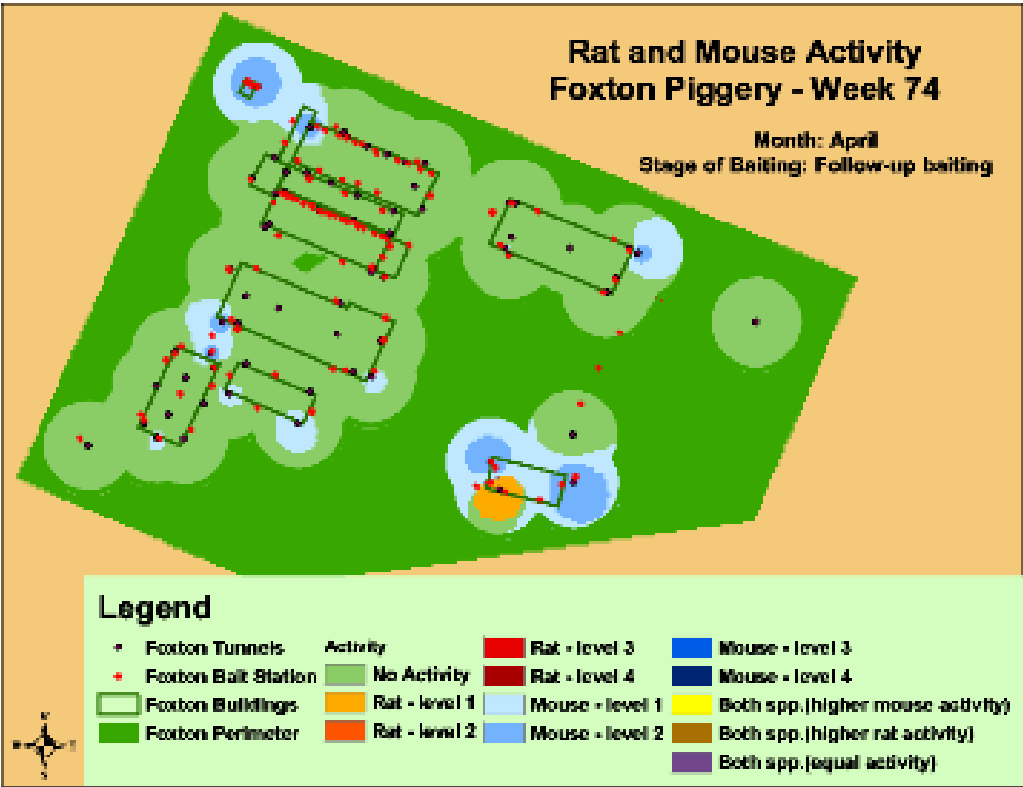 Rat and Mouse Activity
Foxton Piggery - Week 74
Month: April
Stage of Baiting: Follow-up baiting
Legend
Foxton Tunnels
Foxton Bait Station
Foxton Buildings
Foxton Perimeter
Activity
No Activity
Rat - level 1
Rat - level 2
Rat - level 3
Rat - level 4
Mouse - level 1
Mouse - level 2
Mouse - level 3
Mouse - level 4
Both spp.(higher mouse activity)
Both spp.(higher rat activity)
Both spp.(equal activity)